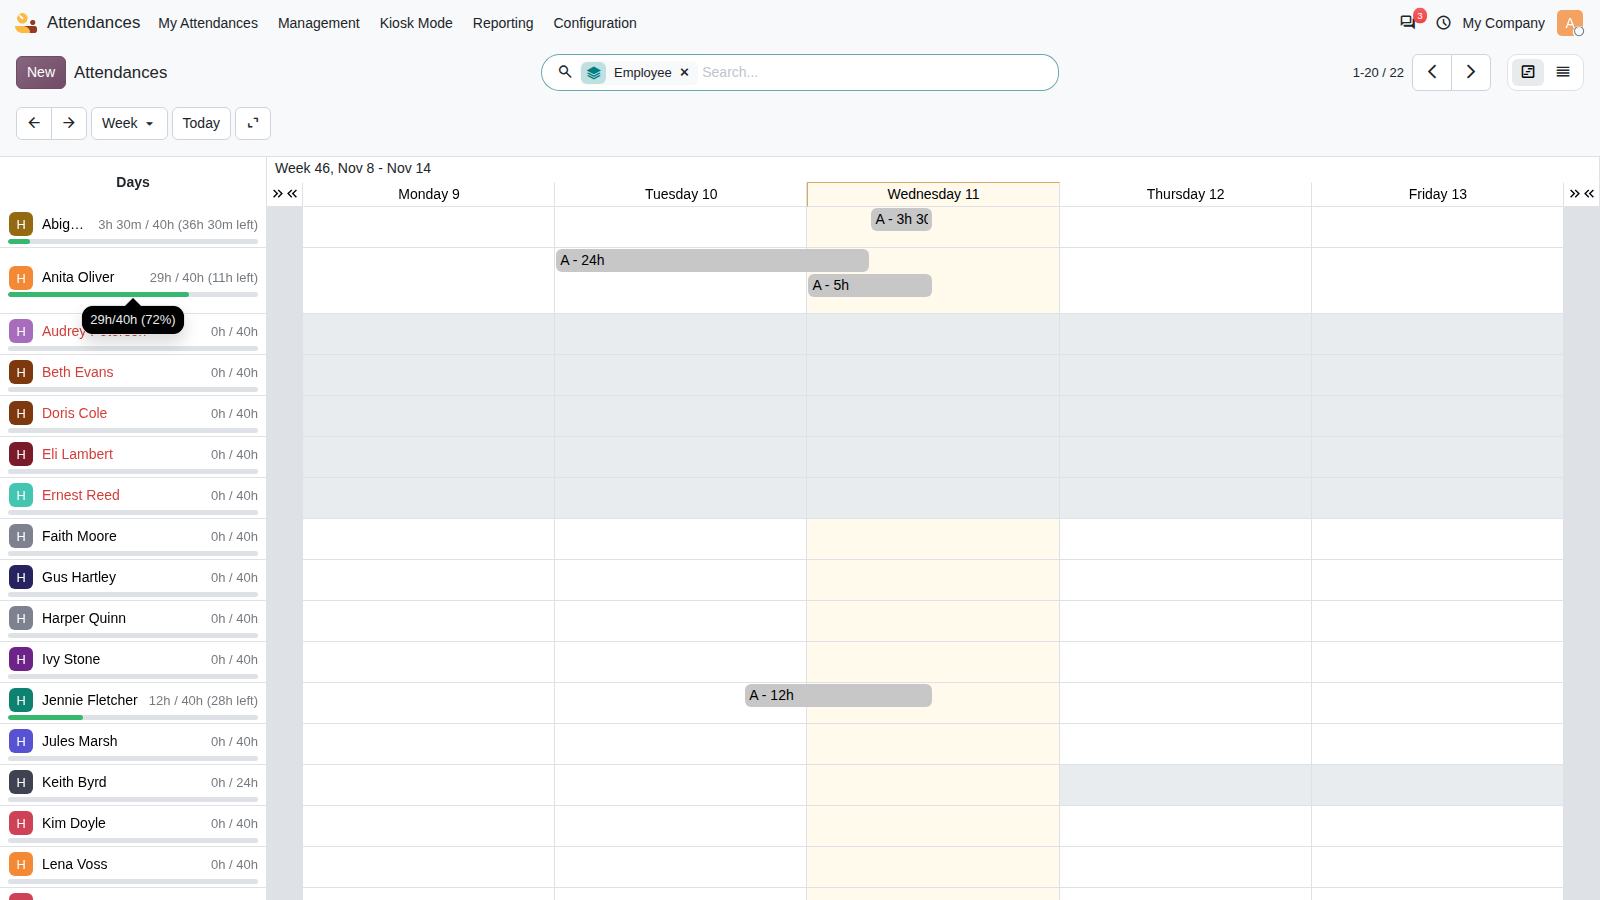 Attendances My Attendances Management Kiosk Mode Reporting Configuration 3 My Company A
New Attendances Employee Search... 1-20 / 22
Week Today
Week 46, Nov 8 - Nov 14
Days
Monday 9 Tuesday 10 Wednesday 11 Thursday 12 Friday 13
H Abig... 3h 30m / 40h (36h 30m left) A - 3h 30
H Anita Oliver 29h / 40h (11h left) A - 24h
A - 5h
29h/40h (72%)
H Audrey 0h / 40h
H Beth Evans 0h / 40h
H Doris Cole 0h / 40h
H Eli Lambert 0h / 40h
H Ernest Reed 0h / 40h
H Faith Moore 0h / 40h
H Gus Hartley 0h / 40h
H Harper Quinn 0h / 40h
H Ivy Stone 0h / 40h
H Jennie Fletcher 12h / 40h (28h left) A - 12h
H Jules Marsh 0h / 40h
H Keith Byrd 0h / 24h
H Kim Doyle 0h / 40h
H Lena Voss 0h / 40h